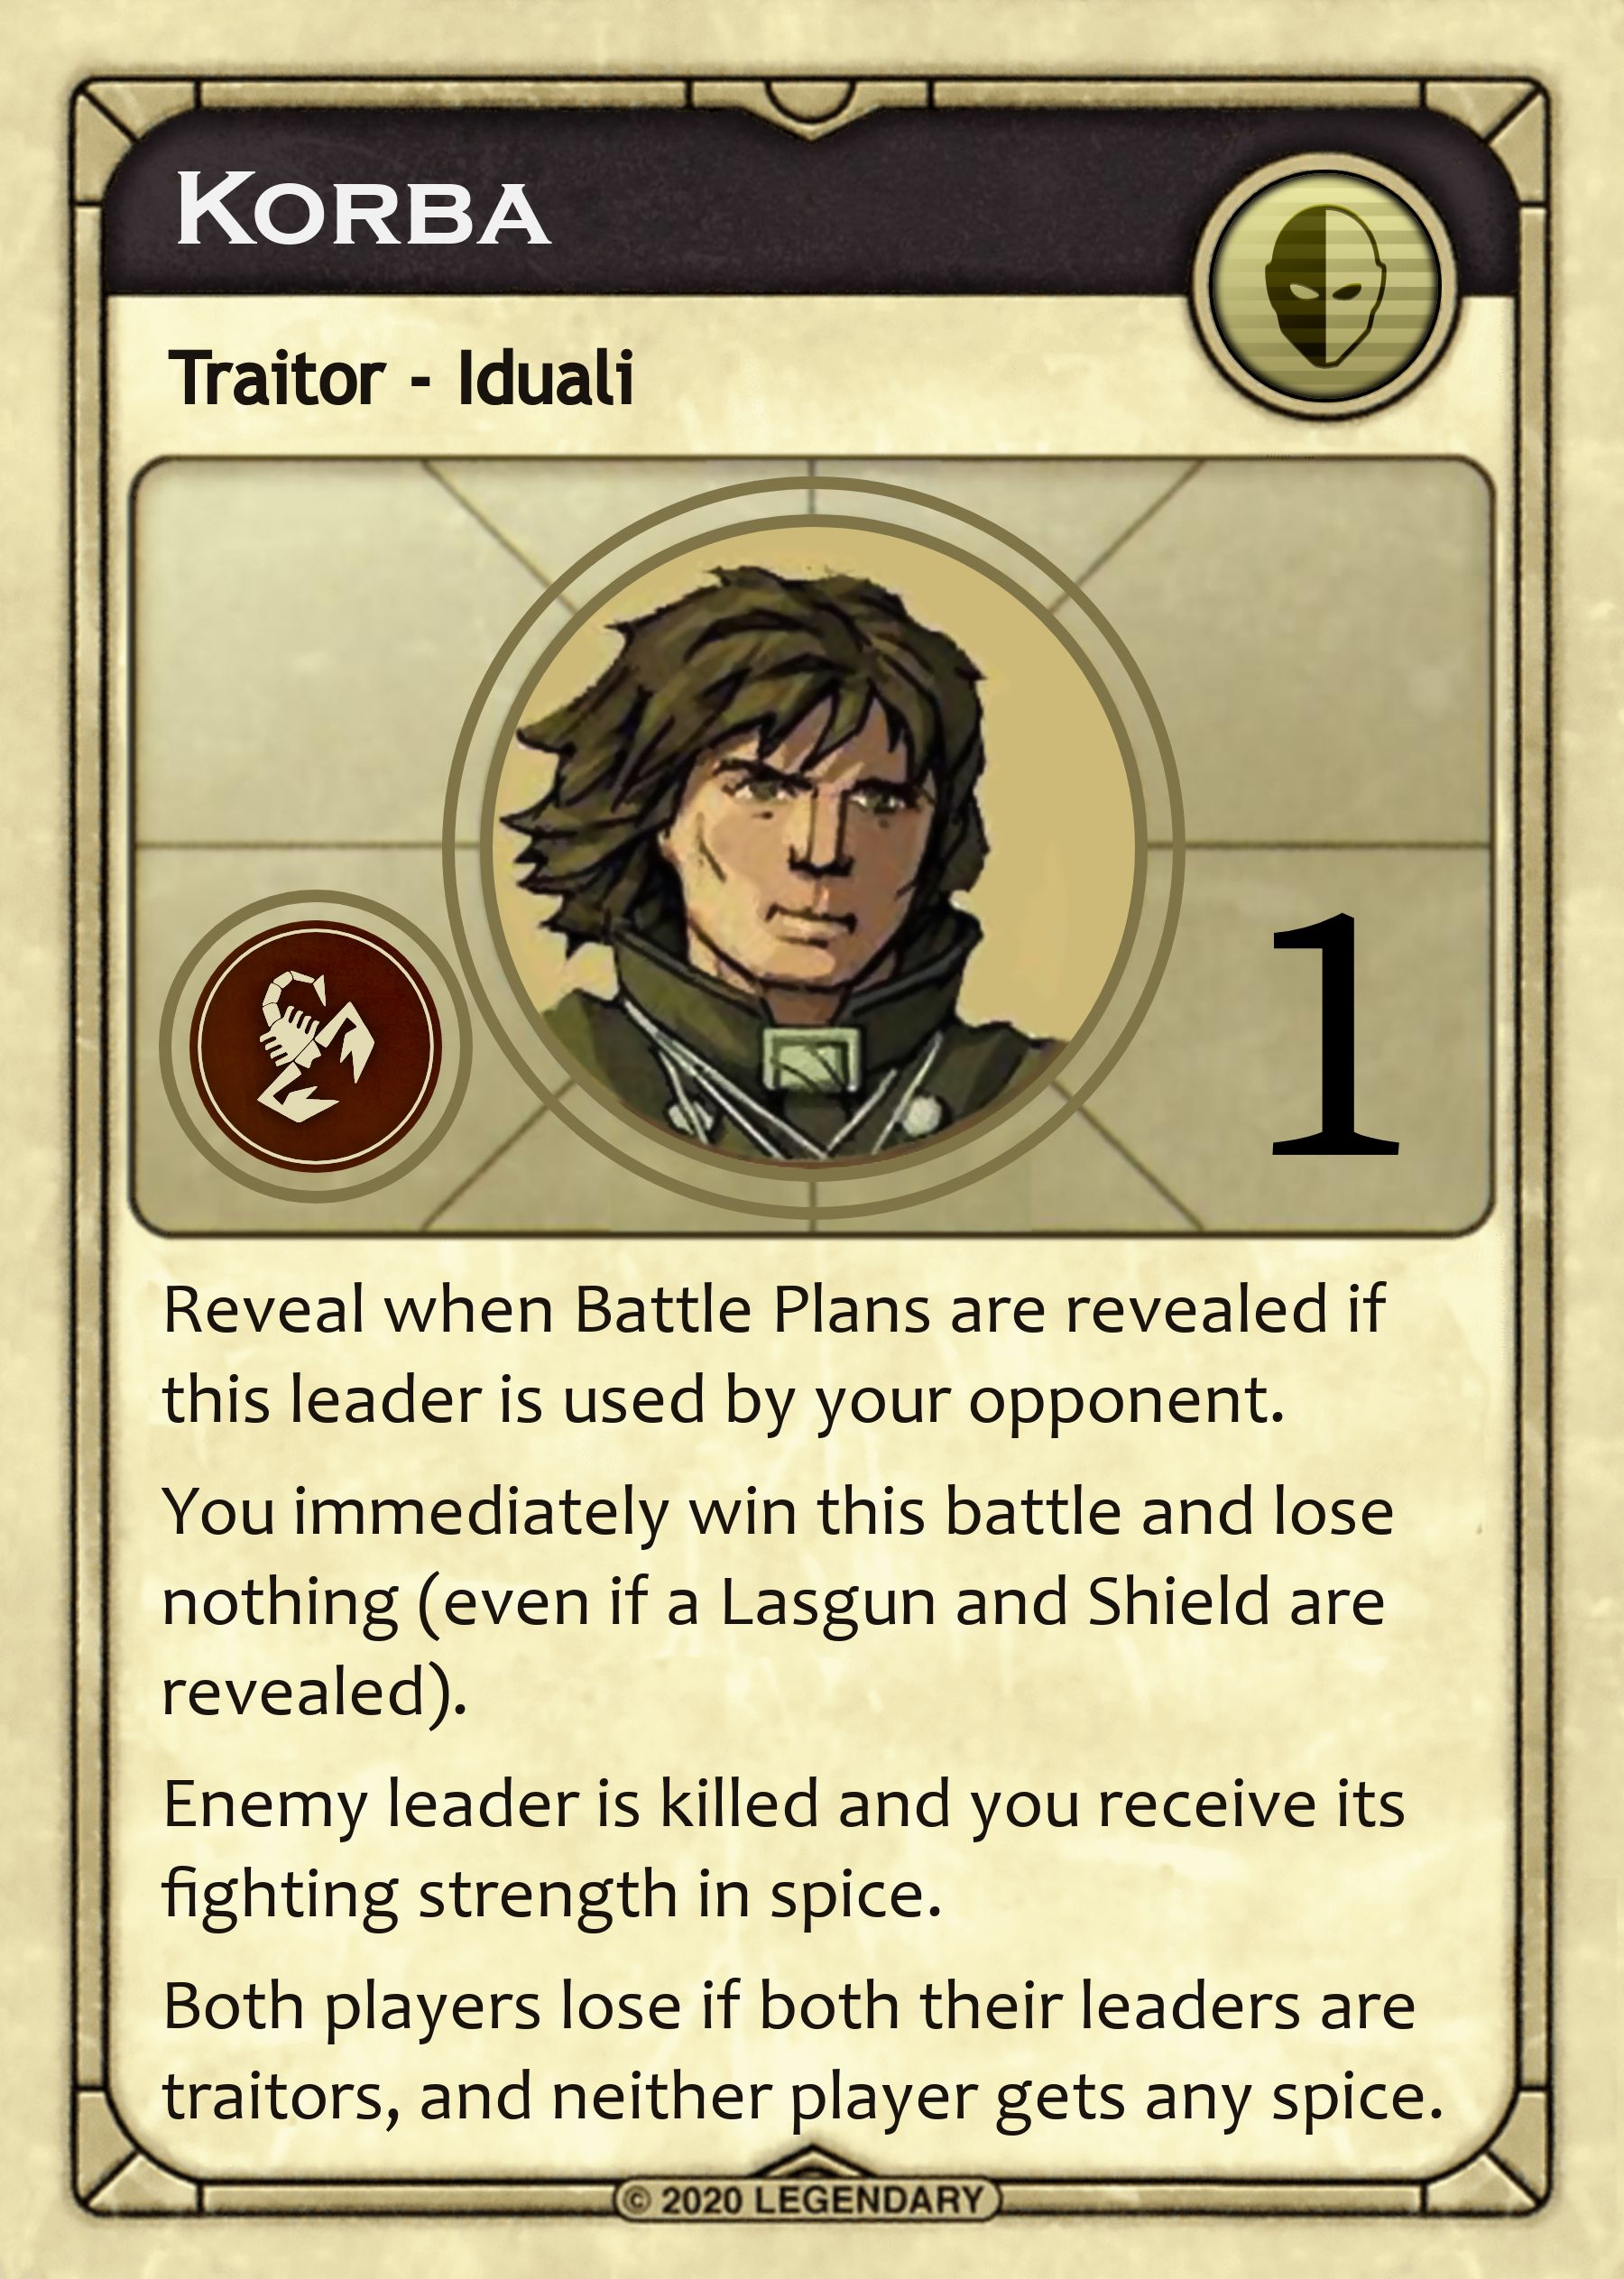 KORBA
Traitor - Iduali
1
Reveal when Battle Plans are revealed if
this leader is used by your opponent.
You immediately win this battle and lose
nothing (even if a Lasgun and Shield are
revealed).
Enemy leader is killed and you receive its
fighting strength in spice.
Both players lose if both their leaders are
traitors, and neither player gets any spice.
© 2020 LEGENDARY